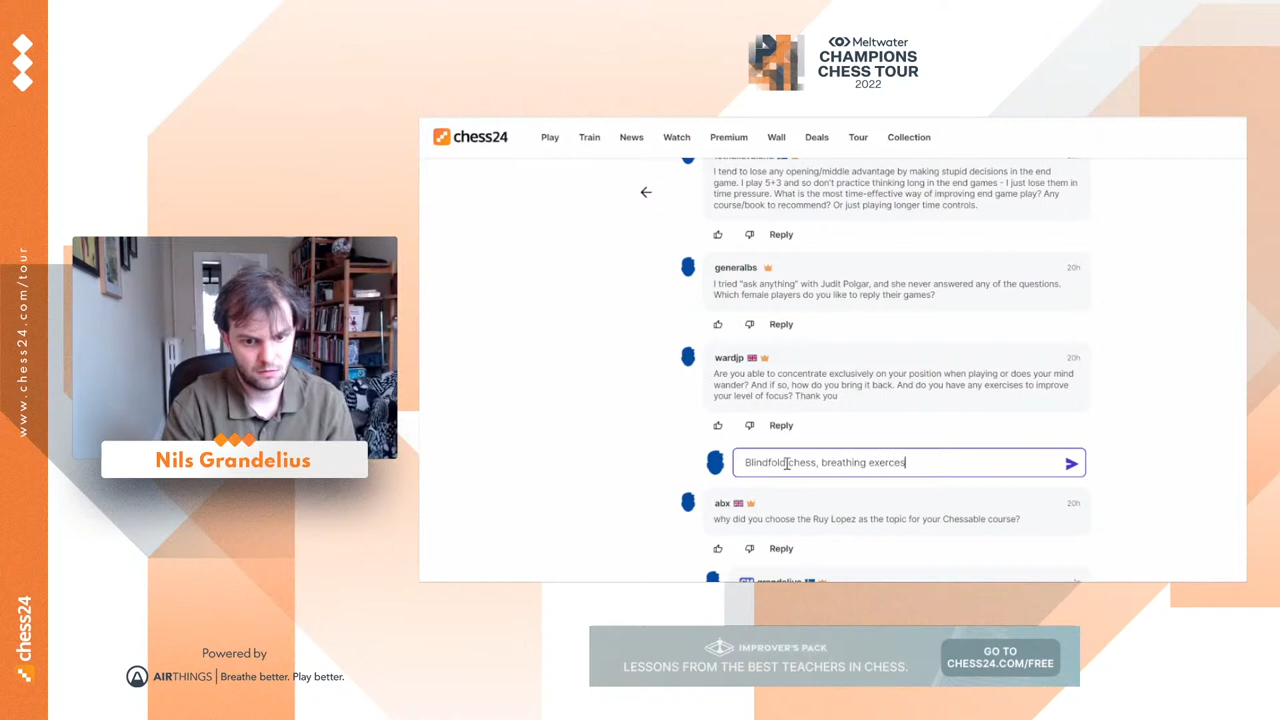 Meltwater
CHAMPIONS
CHESS TOUR
2022
chess24
Play
Train
News
Watch
Premium
Wall
Deals
Tour
Collection
I tend to lose any opening/middle advantage by making stupid decisions in the end
game. I play 5+3 and so don't practice thinking long in the end games - I just lose them in
time pressure. What is the most time-effective way of improving end game play? Any
course/book to recommend? Or just playing longer time controls.
Reply
generalbs
20h
I tried "ask anything" with Judit Polgar, and she never answered any of the questions.
Which female players do you like to reply their games?
Reply
wardjp
20h
Are you able to concentrate exclusively on your position when playing or does your mind
wander? And if so, how do you bring it back. And do you have any exercises to improve
your level of focus? Thank you
Reply
Blindfold chess, breathing exerces
abx
20h
why did you choose the Ruy Lopez as the topic for your Chessable course?
Reply
GM grandelius
Nils Grandelius
www.chess24.com/tour
chess24
Powered by
AIRTHINGS | Breathe better. Play better.
IMPROVER'S PACK
LESSONS FROM THE BEST TEACHERS IN CHESS.
GO TO
CHESS24.COM/FREE